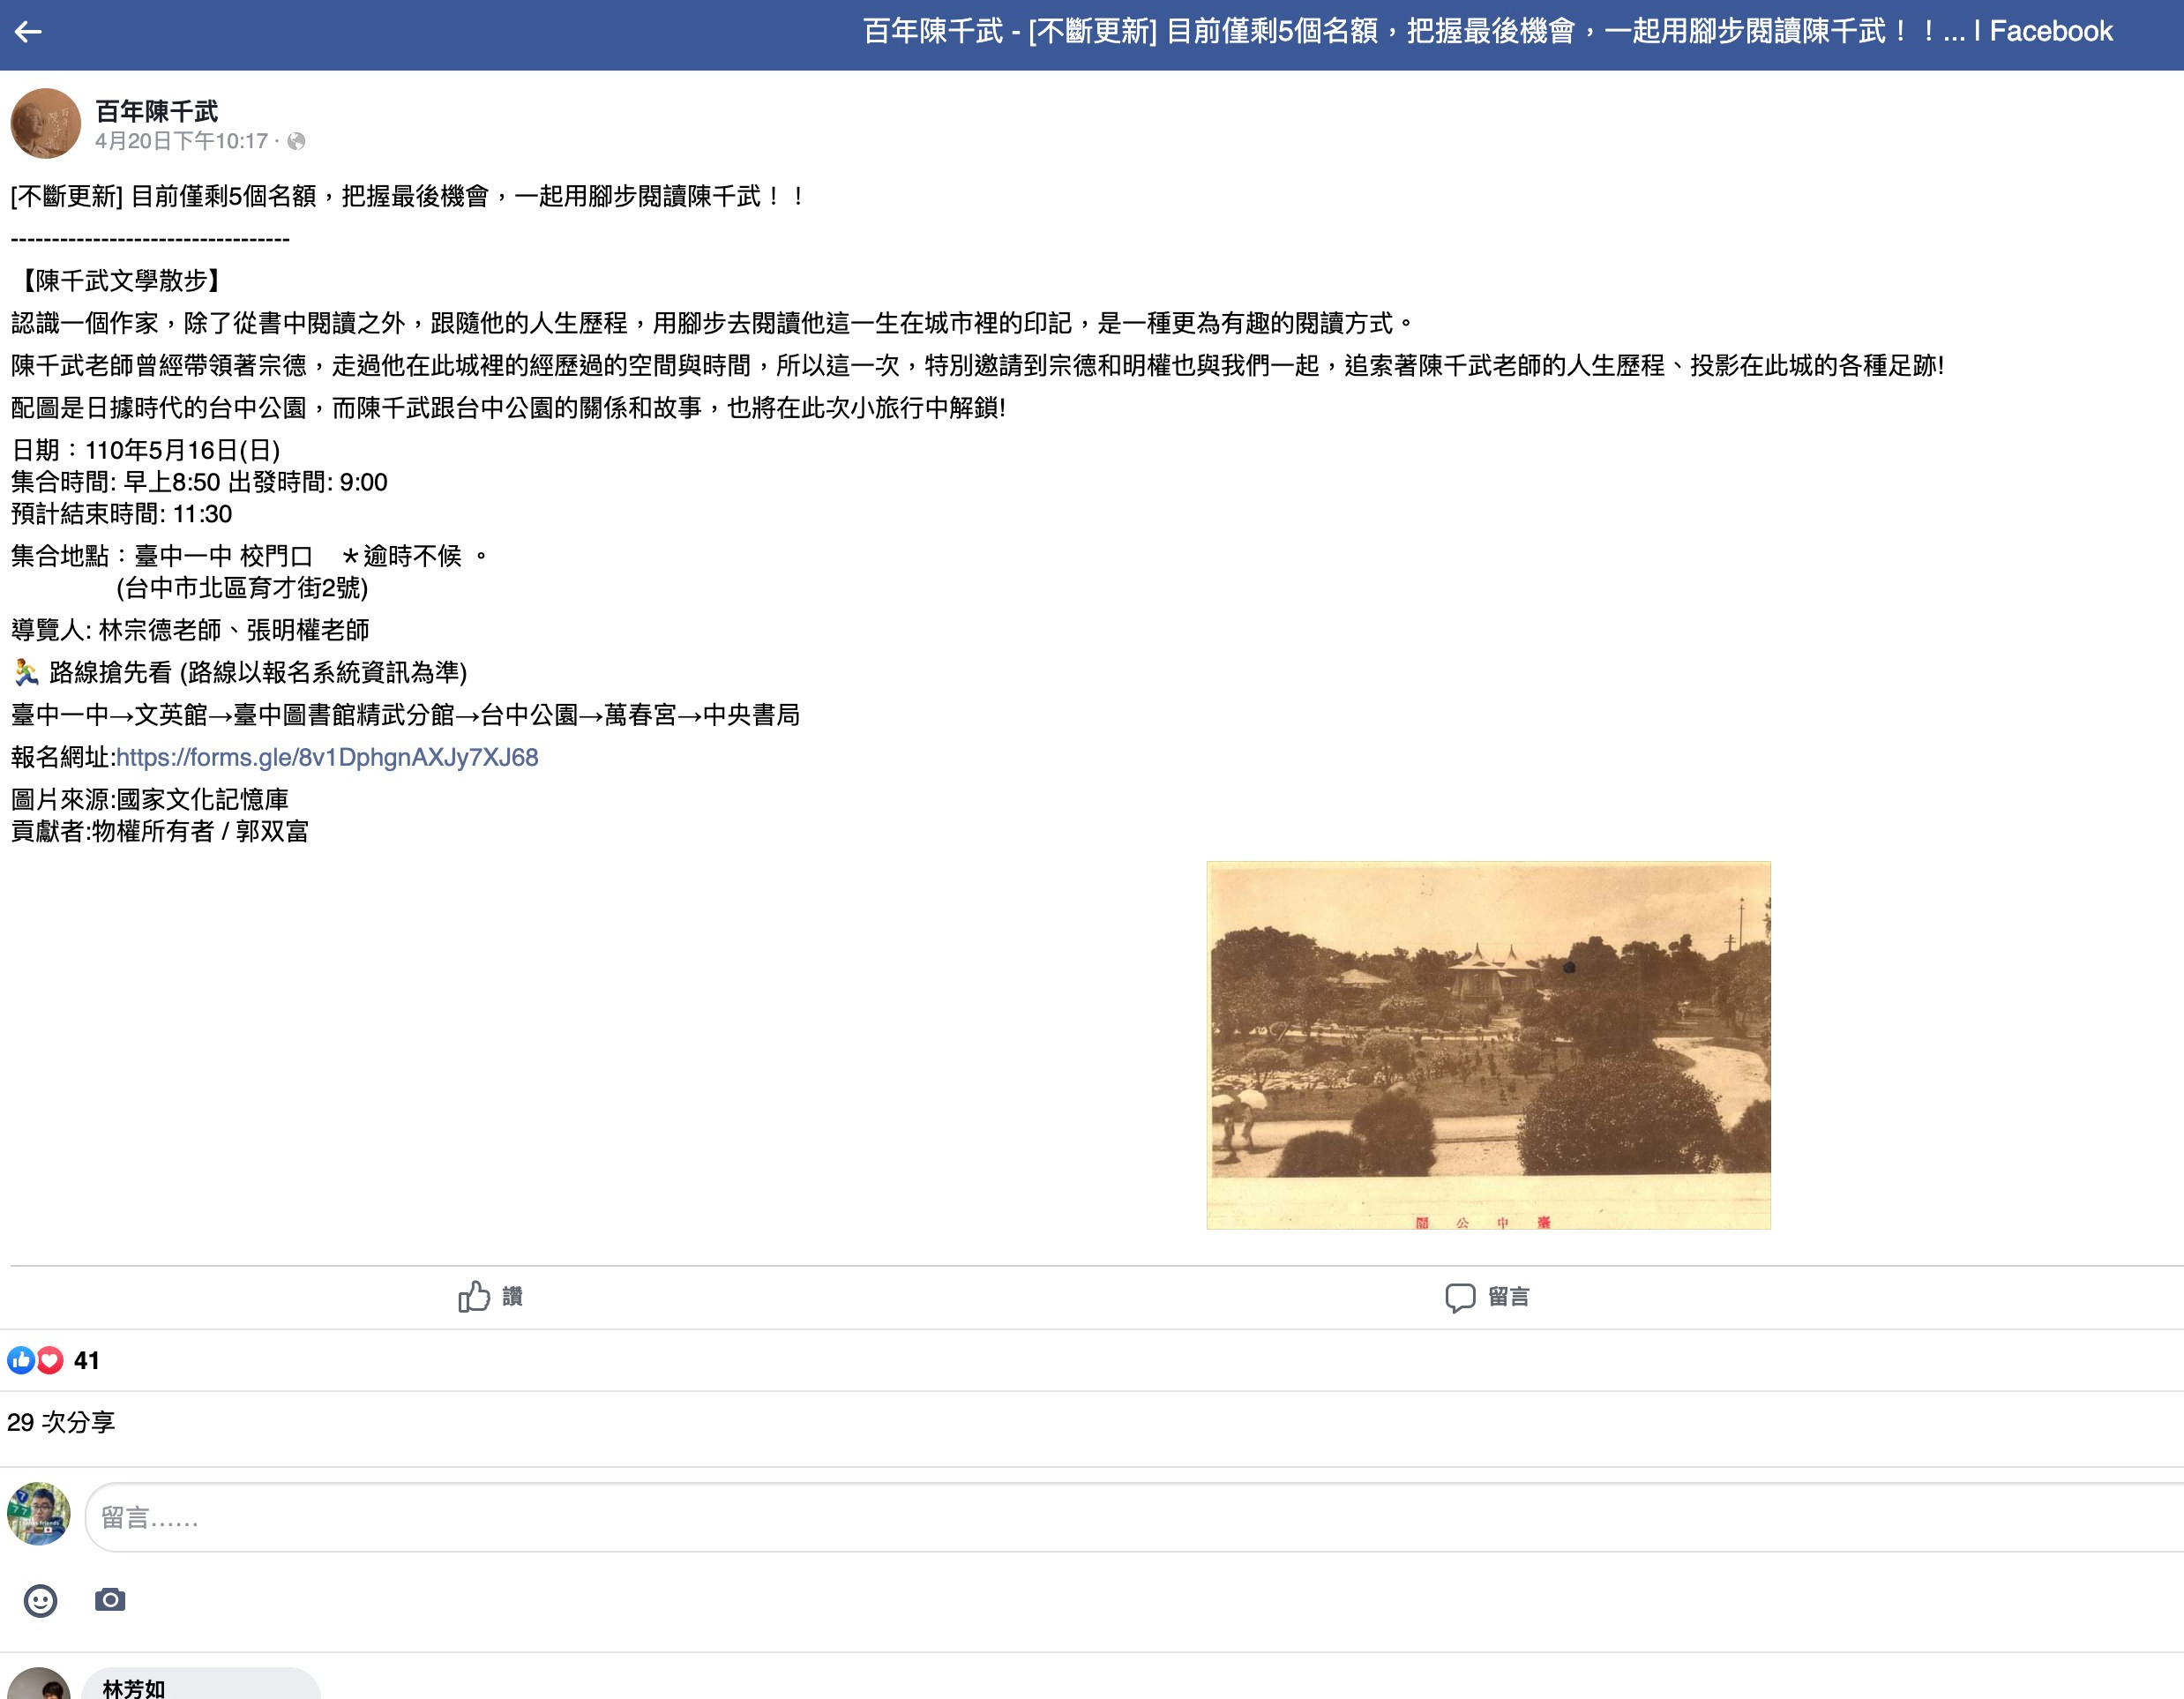 百年陳千武 - [不斷更新] 目前僅剩5個名額，把握最後機會，一起用腳步閱讀陳千武！！... | Facebook
百年陳千武
4月20日下午10:17 ·
[不斷更新] 目前僅剩5個名額，把握最後機會，一起用腳步閱讀陳千武！！
----------------------------------
【陳千武文學散步】
認識一個作家，除了從書中閱讀之外，跟隨他的人生歷程，用腳步去閱讀他這一生在城市裡的印記，是一種更為有趣的閱讀方式。
陳千武老師曾經帶領著宗德，走過他在此城裡的經歷過的空間與時間，所以這一次，特別邀請到宗德和明權也與我們一起，追索著陳千武老師的人生歷程、投影在此城的各種足跡!
配圖是日據時代的台中公園，而陳千武跟台中公園的關係和故事，也將在此次小旅行中解鎖!
日期：110年5月16日(日)
集合時間: 早上8:50 出發時間: 9:00
預計結束時間: 11:30
集合地點：臺中一中 校門口　＊逾時不候 。
(台中市北區育才街2號)
導覽人: 林宗德老師、張明權老師
🏃 路線搶先看 (路線以報名系統資訊為準)
臺中一中→文英館→臺中圖書館精武分館→台中公園→萬春宮→中央書局
報名網址:https://forms.gle/8v1DphgnAXJy7XJ68
圖片來源:國家文化記憶庫
貢獻者:物權所有者 / 郭双富
園公中臺
讚
留言
41
29 次分享
留言......
林芳如